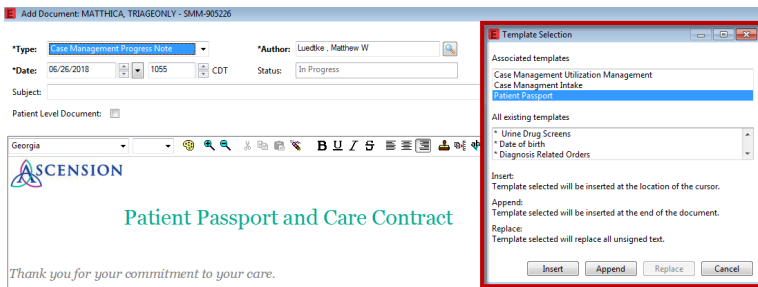 Add Document: MATTHICA, TRIAGEONLY - SMM-905226
*Type: Case Management Progress Note
*Author: Luedtke , Matthew W
*Date: 06/26/2018 1055 CDT
Status: In Progress
Subject:
Patient Level Document:
Georgia
B U I S
ASCENSION
Patient Passport and Care Contract
Thank you for your commitment to your care.
Template Selection
Associated templates
Case Management Utilization Management
Case Managment Intake
Patient Passport
All existing templates
* Urine Drug Screens
* Date of birth
* Diagnosis Related Orders
Insert:
Template selected will be inserted at the location of the cursor.
Append:
Template selected will be inserted at the end of the document.
Replace:
Template selected will replace all unsigned text.
Insert Append Replace Cancel